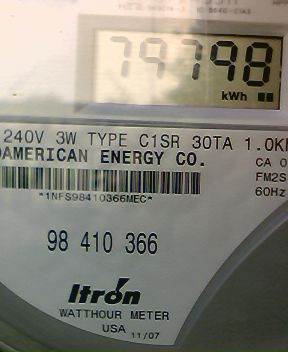 79798
kWh
240V 3W TYPE C1SR 30TA 1.0K
DAMERICAN ENERGY CO.
CA 0
FM2S
60Hz
*1NFS98410366MEC*
98 410 366
Itron
WATTHOUR METER
USA 11/07